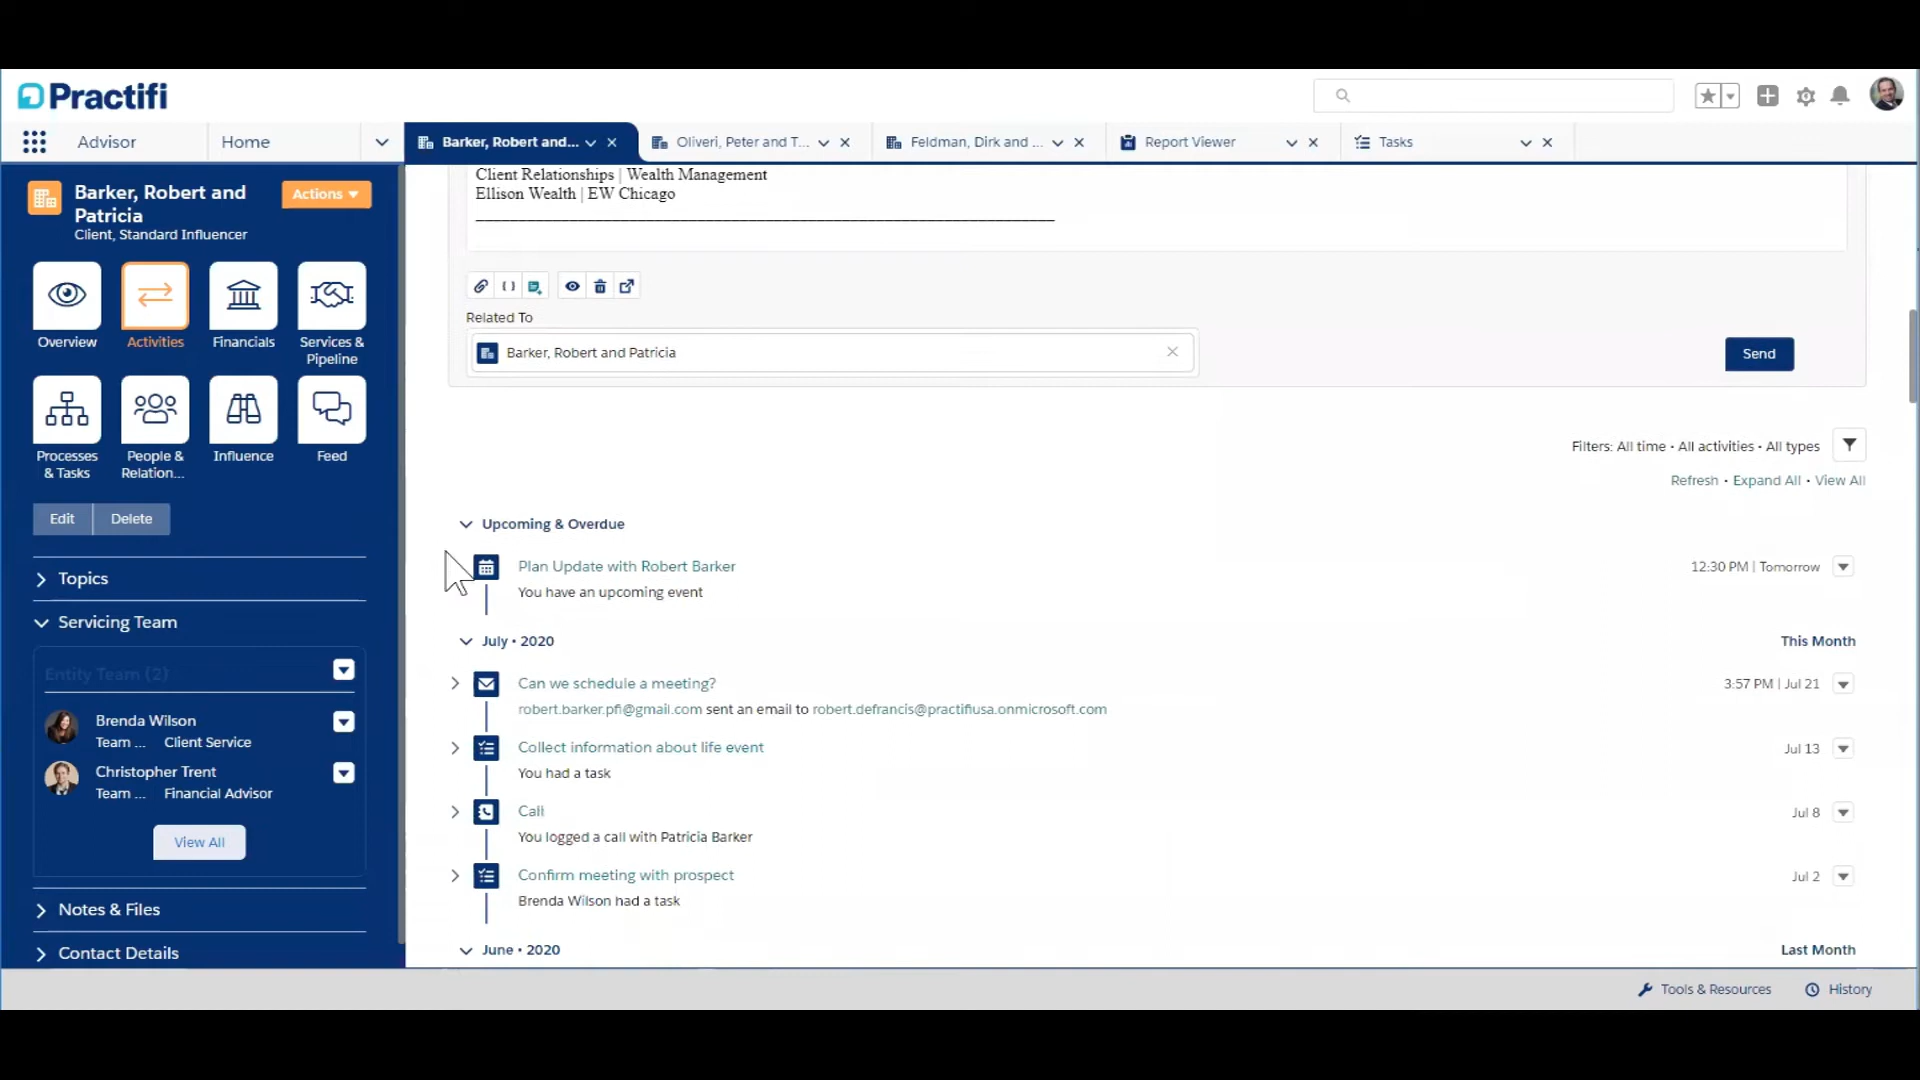 Practifi
Advisor
Home
Barker, Robert and...
Oliveri, Peter and T...
Feldman, Dirk and ...
Report Viewer
Tasks
Barker, Robert and
Patricia
Client, Standard Influencer
Actions
Overview
Activities
Financials
Services &
Pipeline
Processes
& Tasks
People &
Relation...
Influence
Feed
Edit
Delete
Topics
Servicing Team
Entity Team (2)
Brenda Wilson
Team ... Client Service
Christopher Trent
Team ... Financial Advisor
View All
Notes & Files
Contact Details
Client Relationships | Wealth Management
Ellison Wealth | EW Chicago
Related To
Barker, Robert and Patricia
Send
Filters: All time • All activities • All types
Refresh • Expand All • View All
Upcoming & Overdue
Plan Update with Robert Barker
12:30 PM | Tomorrow
You have an upcoming event
July • 2020
This Month
Can we schedule a meeting?
3:57 PM | Jul 21
robert.barker.pfi@gmail.com sent an email to robert.defrancis@practifiusa.onmicrosoft.com
Collect information about life event
Jul 13
You had a task
Call
Jul 8
You logged a call with Patricia Barker
Confirm meeting with prospect
Jul 2
Brenda Wilson had a task
June • 2020
Last Month
Tools & Resources
History